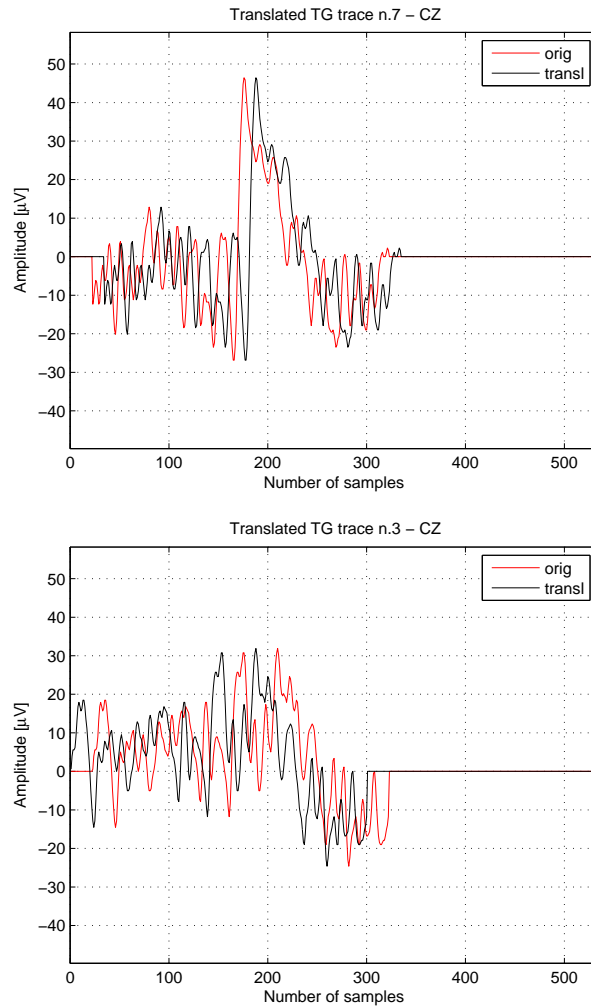 Translated TG trace n.7 − CZ
Amplitude [µV]
50
40
30
20
10
0
−10
−20
−30
−40
0 100 200 300 400 500
Number of samples
orig
transl
Translated TG trace n.3 − CZ
Amplitude [µV]
50
40
30
20
10
0
−10
−20
−30
−40
0 100 200 300 400 500
Number of samples
orig
transl